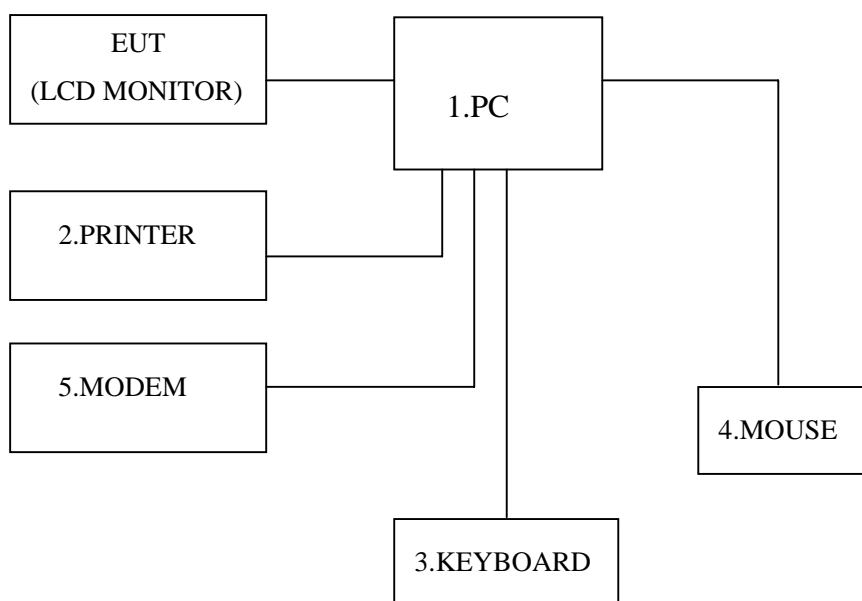 EUT
(LCD MONITOR)
1.PC
2.PRINTER
5.MODEM
4.MOUSE
3.KEYBOARD